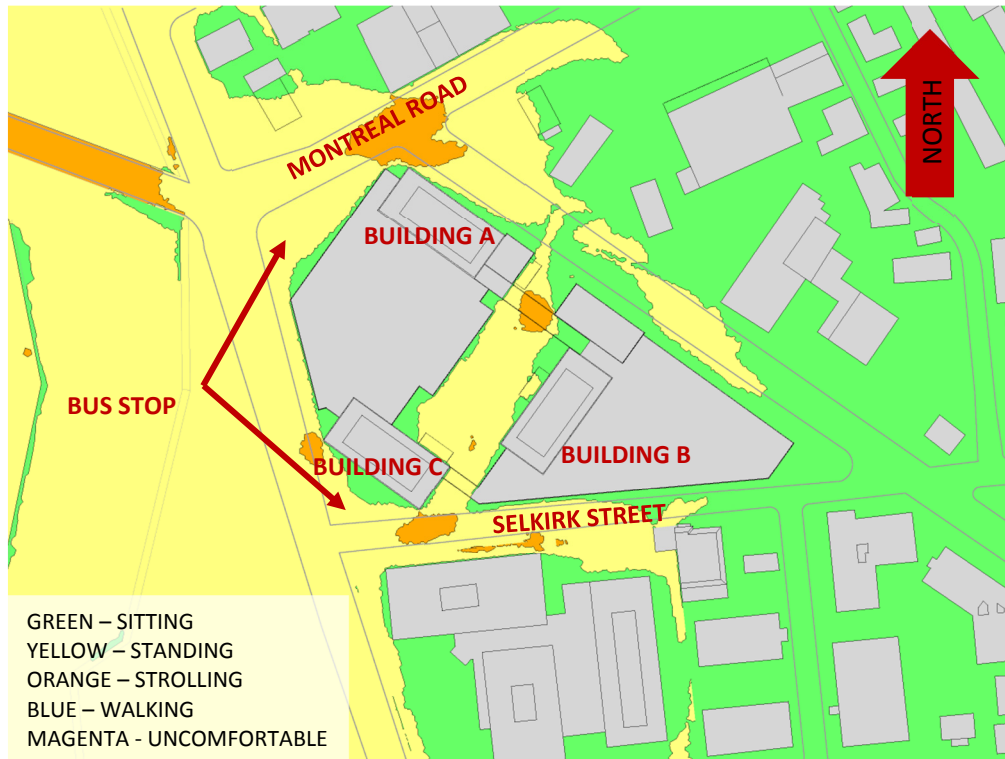 NORTH
MONTREAL ROAD
BUILDING A
BUS STOP
BUILDING C
BUILDING B
SELKIRK STREET
GREEN – SITTING
YELLOW – STANDING
ORANGE – STROLLING
BLUE – WALKING
MAGENTA - UNCOMFORTABLE